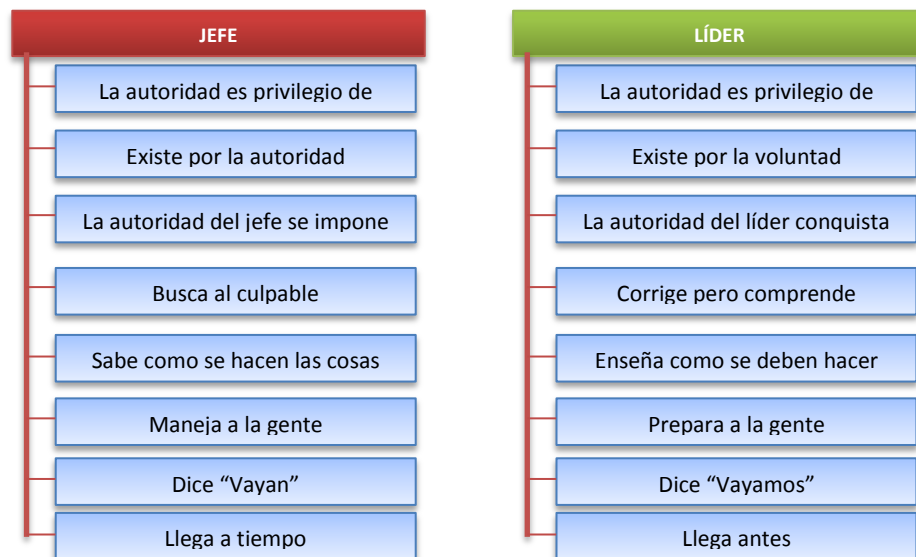 JEFE
La autoridad es privilegio de
Existe por la autoridad
La autoridad del jefe se impone
Busca al culpable
Sabe como se hacen las cosas
Maneja a la gente
Dice “Vayan”
Llega a tiempo
LÍDER
La autoridad es privilegio de
Existe por la voluntad
La autoridad del líder conquista
Corrige pero comprende
Enseña como se deben hacer
Prepara a la gente
Dice “Vayamos”
Llega antes